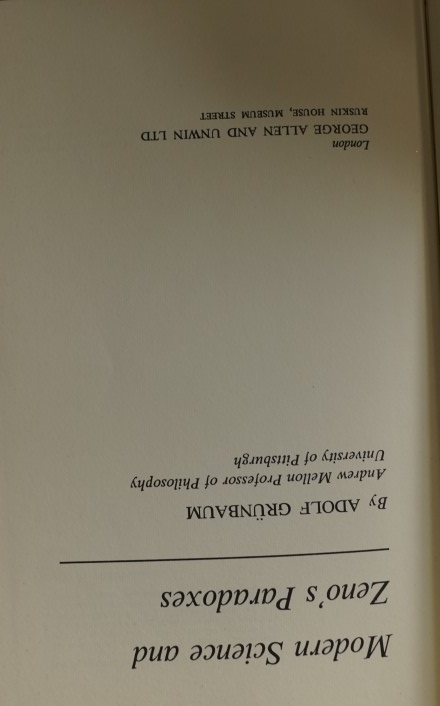 Modern Science and
Zeno's Paradoxes
By ADOLF GRÜNBAUM
Andrew Mellon Professor of Philosophy
University of Pittsburgh
London
GEORGE ALLEN AND UNWIN LTD
RUSKIN HOUSE, MUSEUM STREET